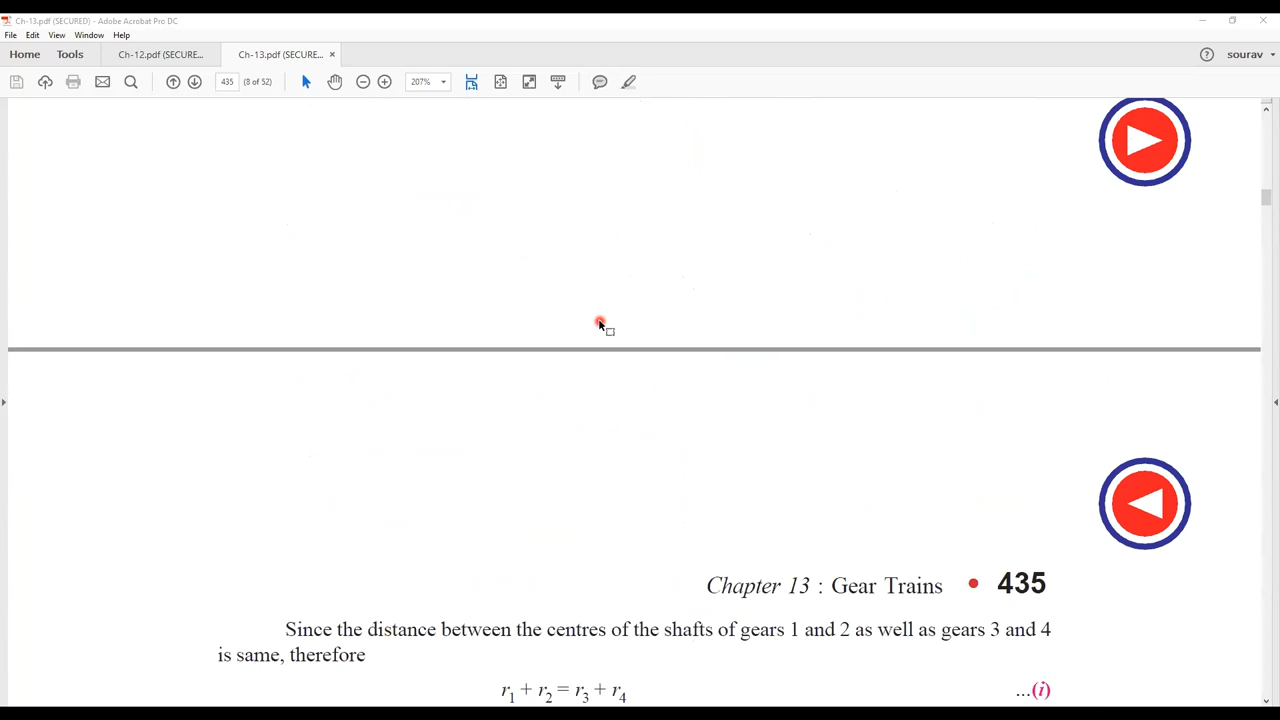 Ch-13.pdf (SECURED) - Adobe Acrobat Pro DC
File Edit View Window Help
Home Tools Ch-12.pdf (SECURE... Ch-13.pdf (SECURE... × ? sourav
435 (8 of 52) 207%
Chapter 13 : Gear Trains • 435
Since the distance between the centres of the shafts of gears 1 and 2 as well as gears 3 and 4
is same, therefore
r₁ + r₂ = r₃ + r₄ ...(i)